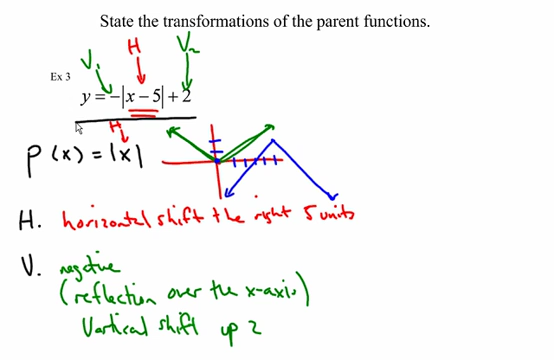 State the transformations of the parent functions.
V₁ H V₂
Ex 3
y = -|x - 5| + 2
H
P(x) = |x|
H. horizontal shift the right 5 units
V. negative
(reflection over the x-axis)
Vertical shift up 2